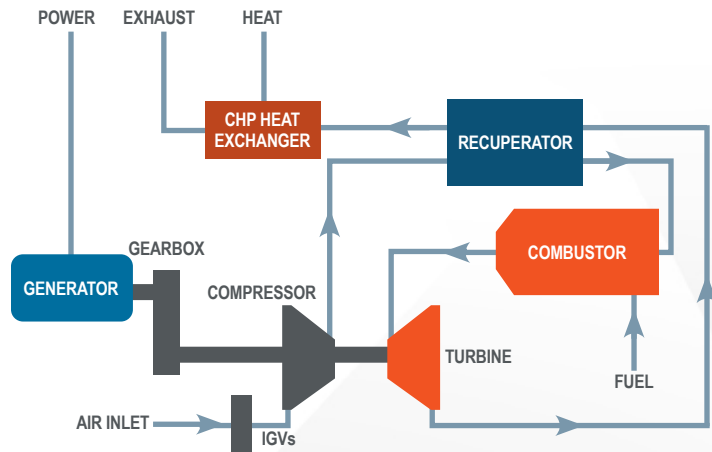 POWER
EXHAUST
HEAT
CHP HEAT
EXCHANGER
RECUPERATOR
GEARBOX
COMBUSTOR
GENERATOR
COMPRESSOR
TURBINE
FUEL
AIR INLET
IGVs